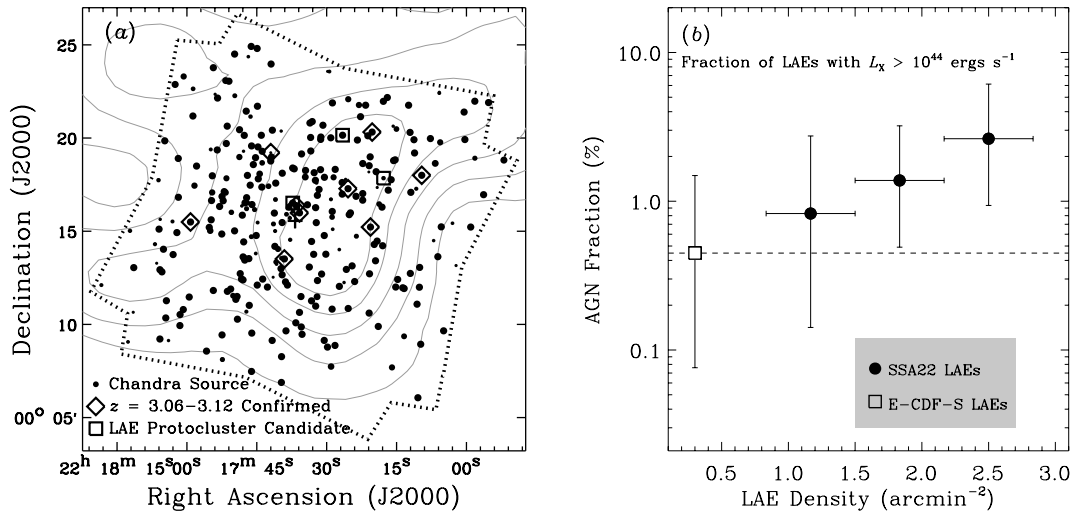 (a)
25
20
15
10
00° 05'
Declination (J2000)
Chandra Source
z = 3.06−3.12 Confirmed
LAE Protocluster Candidate
22ʰ 18ᵐ 15ˢ 00ˢ 17ᵐ 45ˢ 30ˢ 15ˢ 00ˢ
Right Ascension (J2000)
(b)
Fraction of LAEs with Lₓ > 10⁴⁴ ergs s⁻¹
10.0
1.0
0.1
AGN Fraction (%)
SSA22 LAEs
E−CDF−S LAEs
0.5 1.0 1.5 2.0 2.5 3.0
LAE Density (arcmin⁻²)